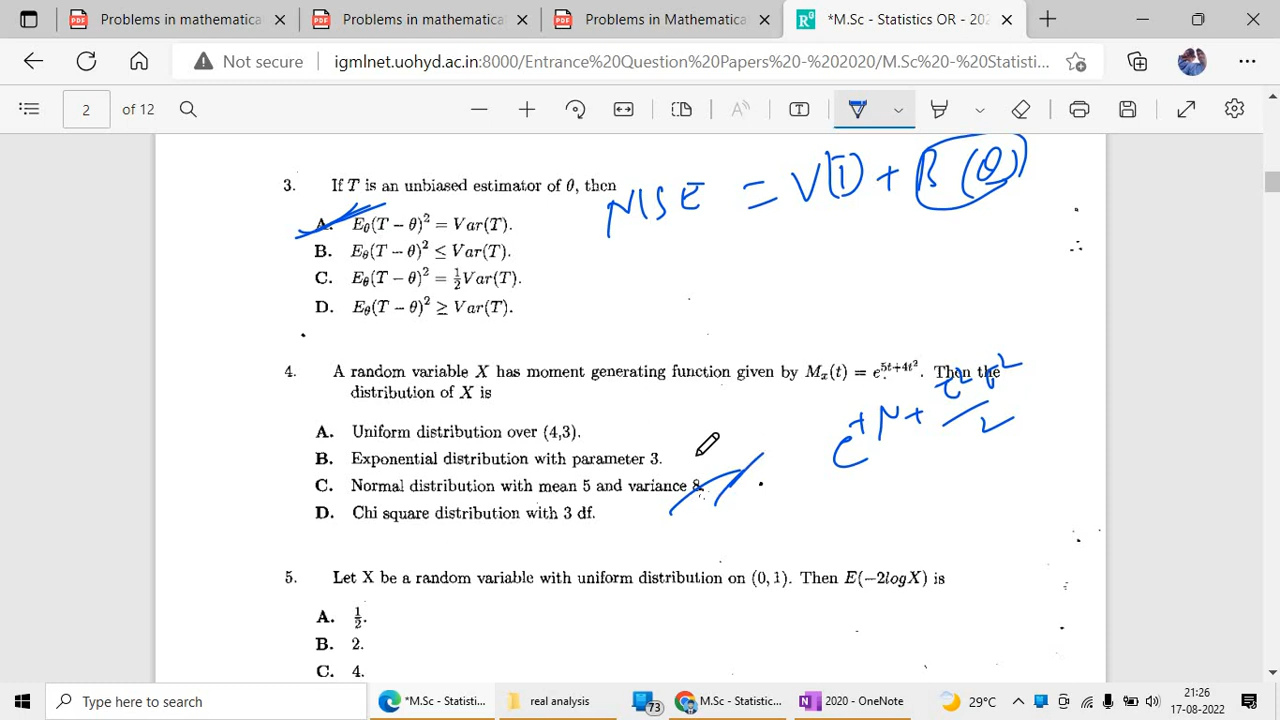 Problems in mathematica
Problems in mathematica
Problems in Mathematica
*M.Sc - Statistics OR - 202
Not secure
igmlnet.uohyd.ac.in:8000/Entrance%20Question%20Papers%20-%202020/M.Sc%20-%20Statisti...
2 of 12
3. If T is an unbiased estimator of θ, then
MSE = V(T) + B(θ)
A. E_θ(T − θ)² = Var(T).
B. E_θ(T − θ)² ≤ Var(T).
C. E_θ(T − θ)² = ½Var(T).
D. E_θ(T − θ)² ≥ Var(T).
4. A random variable X has moment generating function given by Mₓ(t) = e^{5t+4t²}. Then the
distribution of X is
A. Uniform distribution over (4,3).
B. Exponential distribution with parameter 3.
C. Normal distribution with mean 5 and variance 8.
D. Chi square distribution with 3 df.
5. Let X be a random variable with uniform distribution on (0, 1). Then E(−2logX) is
A. ½.
B. 2.
C. 4.
Type here to search
*M.Sc - Statisti...
real analysis
73
M.Sc - Statistic...
2020 - OneNote
29°C
21:26
17-08-2022